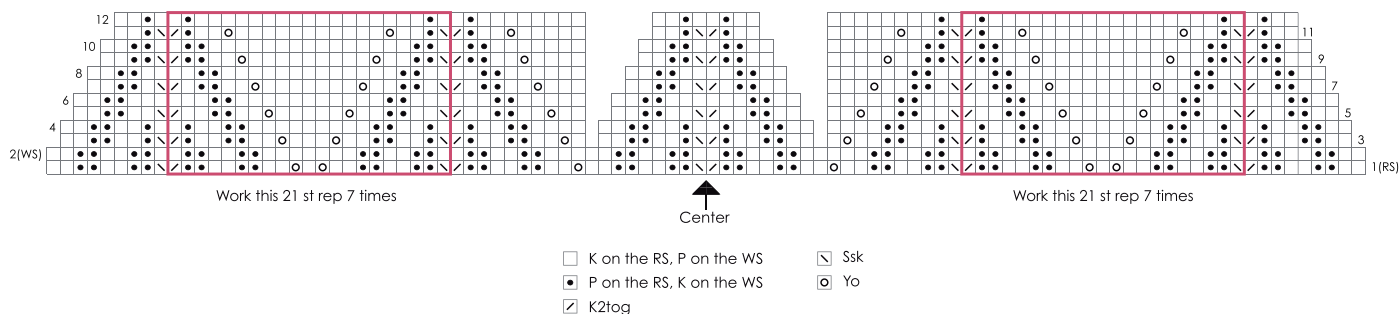 12
11
10
9
8
7
6
5
4
3
2(WS)
1(RS)
Work this 21 st rep 7 times
Work this 21 st rep 7 times
Center
K on the RS, P on the WS
Ssk
P on the RS, K on the WS
Yo
K2tog